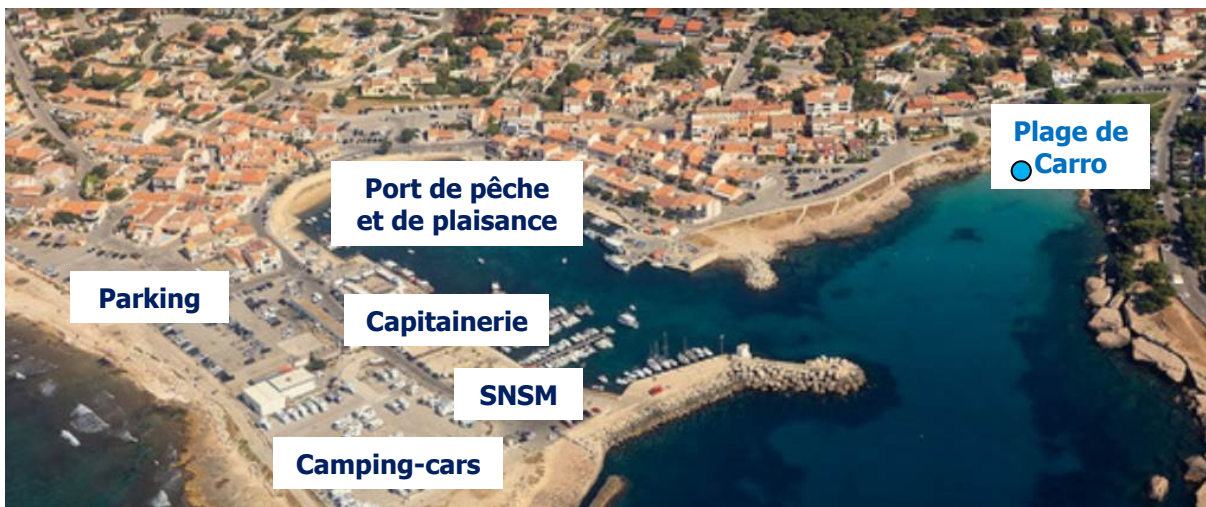 Plage de
Carro
Port de pêche
et de plaisance
Parking
Capitainerie
SNSM
Camping-cars